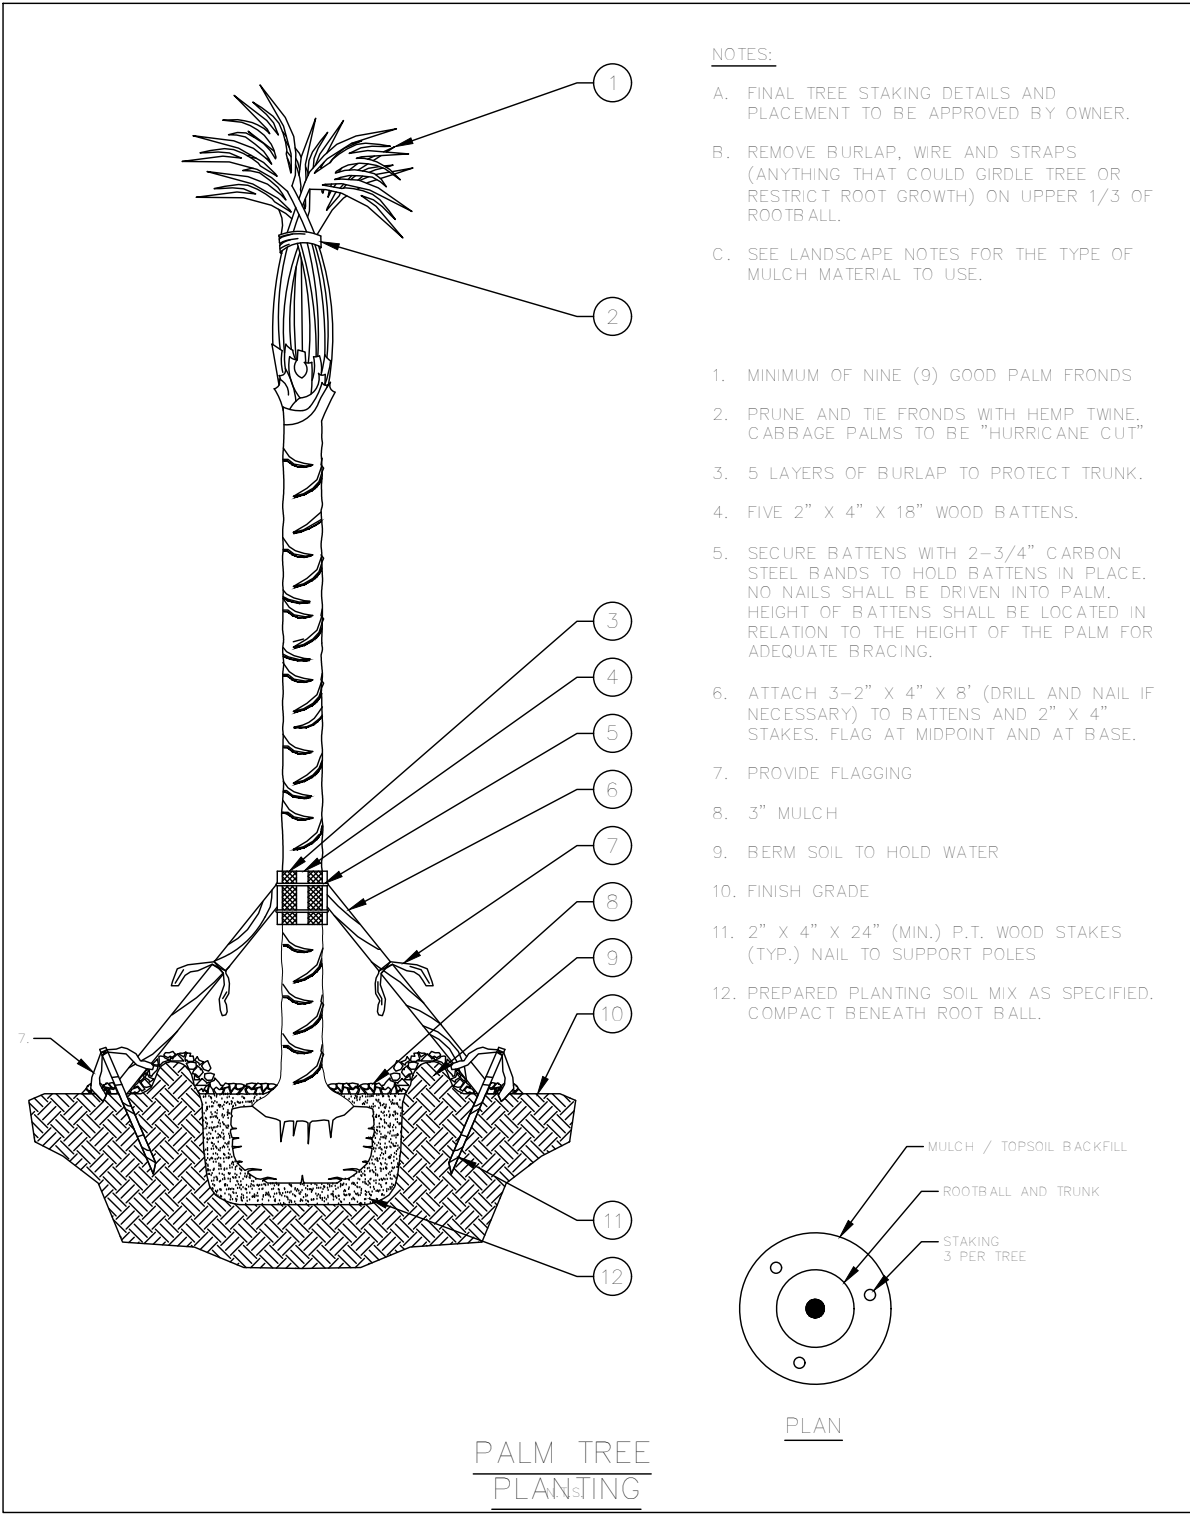 NOTES:
A. FINAL TREE STAKING DETAILS AND
PLACEMENT TO BE APPROVED BY OWNER.
B. REMOVE BURLAP, WIRE AND STRAPS
(ANYTHING THAT COULD GIRDLE TREE OR
RESTRICT ROOT GROWTH) ON UPPER 1/3 OF
ROOTBALL.
C. SEE LANDSCAPE NOTES FOR THE TYPE OF
MULCH MATERIAL TO USE.
1. MINIMUM OF NINE (9) GOOD PALM FRONDS
2. PRUNE AND TIE FRONDS WITH HEMP TWINE.
CABBAGE PALMS TO BE "HURRICANE CUT"
3. 5 LAYERS OF BURLAP TO PROTECT TRUNK.
4. FIVE 2" X 4" X 18" WOOD BATTENS.
5. SECURE BATTENS WITH 2-3/4" CARBON
STEEL BANDS TO HOLD BATTENS IN PLACE.
NO NAILS SHALL BE DRIVEN INTO PALM.
HEIGHT OF BATTENS SHALL BE LOCATED IN
RELATION TO THE HEIGHT OF THE PALM FOR
ADEQUATE BRACING.
6. ATTACH 3-2" X 4" X 8' (DRILL AND NAIL IF
NECESSARY) TO BATTENS AND 2" X 4"
STAKES. FLAG AT MIDPOINT AND AT BASE.
7. PROVIDE FLAGGING
8. 3" MULCH
9. BERM SOIL TO HOLD WATER
10. FINISH GRADE
11. 2" X 4" X 24" (MIN.) P.T. WOOD STAKES
(TYP.) NAIL TO SUPPORT POLES
12. PREPARED PLANTING SOIL MIX AS SPECIFIED.
COMPACT BENEATH ROOT BALL.
1
2
3
4
5
6
7
8
9
10
7.
11
12
MULCH / TOPSOIL BACKFILL
ROOTBALL AND TRUNK
STAKING
3 PER TREE
PLAN
PALM TREE
PLANTING
N.T.S.